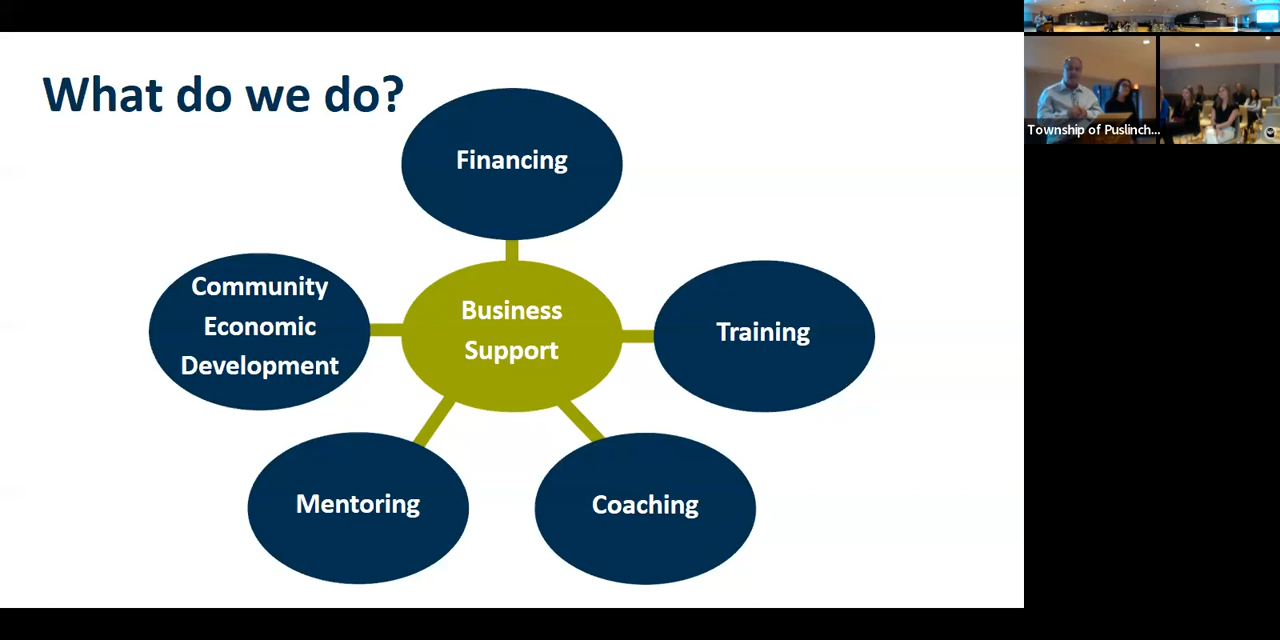 What do we do?
Financing
Community
Economic
Development
Business
Support
Training
Mentoring
Coaching
Township of Puslinch...